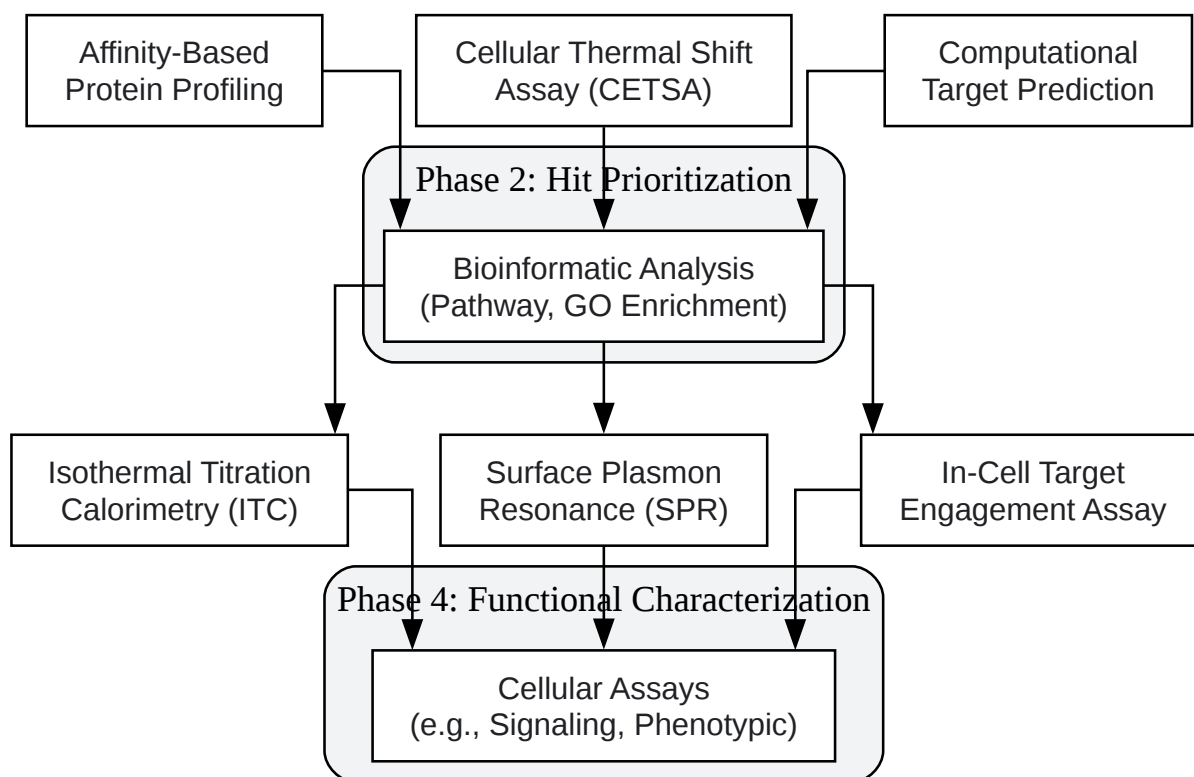 Affinity-Based
Protein Profiling
Cellular Thermal Shift
Assay (CETSA)
Computational
Target Prediction
Phase 2: Hit Prioritization
Bioinformatic Analysis
(Pathway, GO Enrichment)
Isothermal Titration
Calorimetry (ITC)
Surface Plasmon
Resonance (SPR)
In-Cell Target
Engagement Assay
Phase 4: Functional Characterization
Cellular Assays
(e.g., Signaling, Phenotypic)